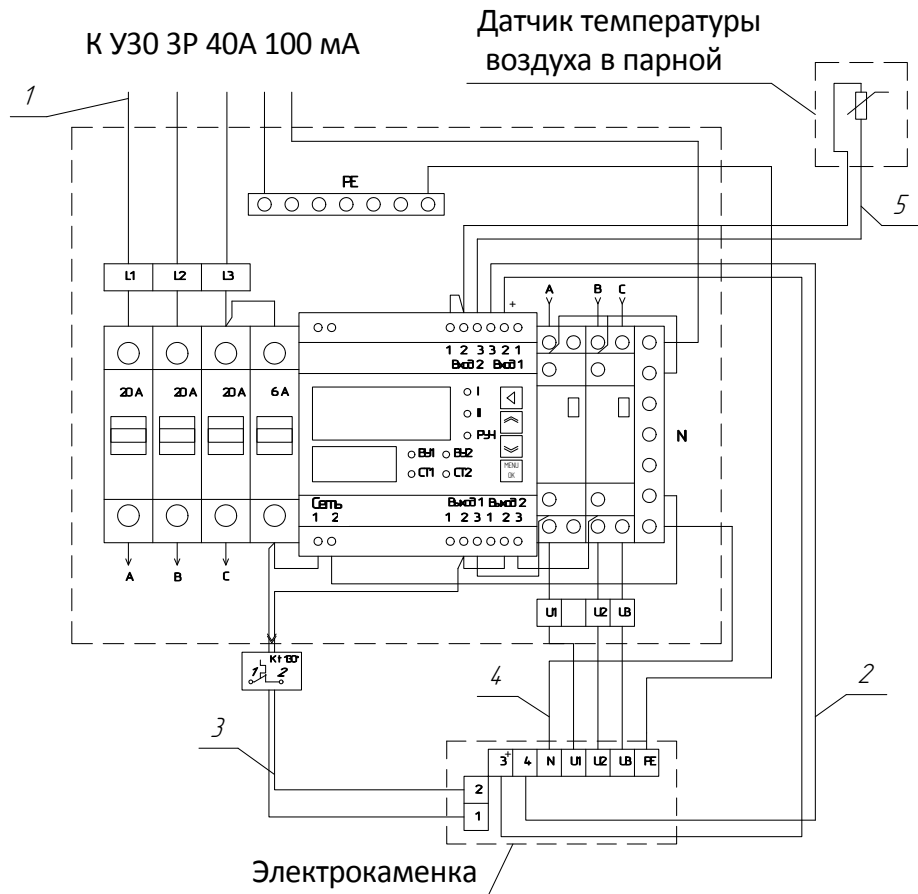 К УЗО 3Р 40А 100 мА
Датчик температуры
воздуха в парной
1
5
PE
L1 L2 L3
A B C
+
1 2 3 3 2 1
Вход 2 Вход 1
20 A 20 A 20 A 6 A
I
II
РУЧ
ВЫ1 ВЫ2
СТ1 СТ2
MENU
OK
N
Сеть
1 2
Выход 1 Выход 2
1 2 3 1 2 3
A B C
U1 U2 U3
Kt°130°
1 2
4
2
3
3+ 4 N U1 U2 U3 PE
2
1
Электрокаменка